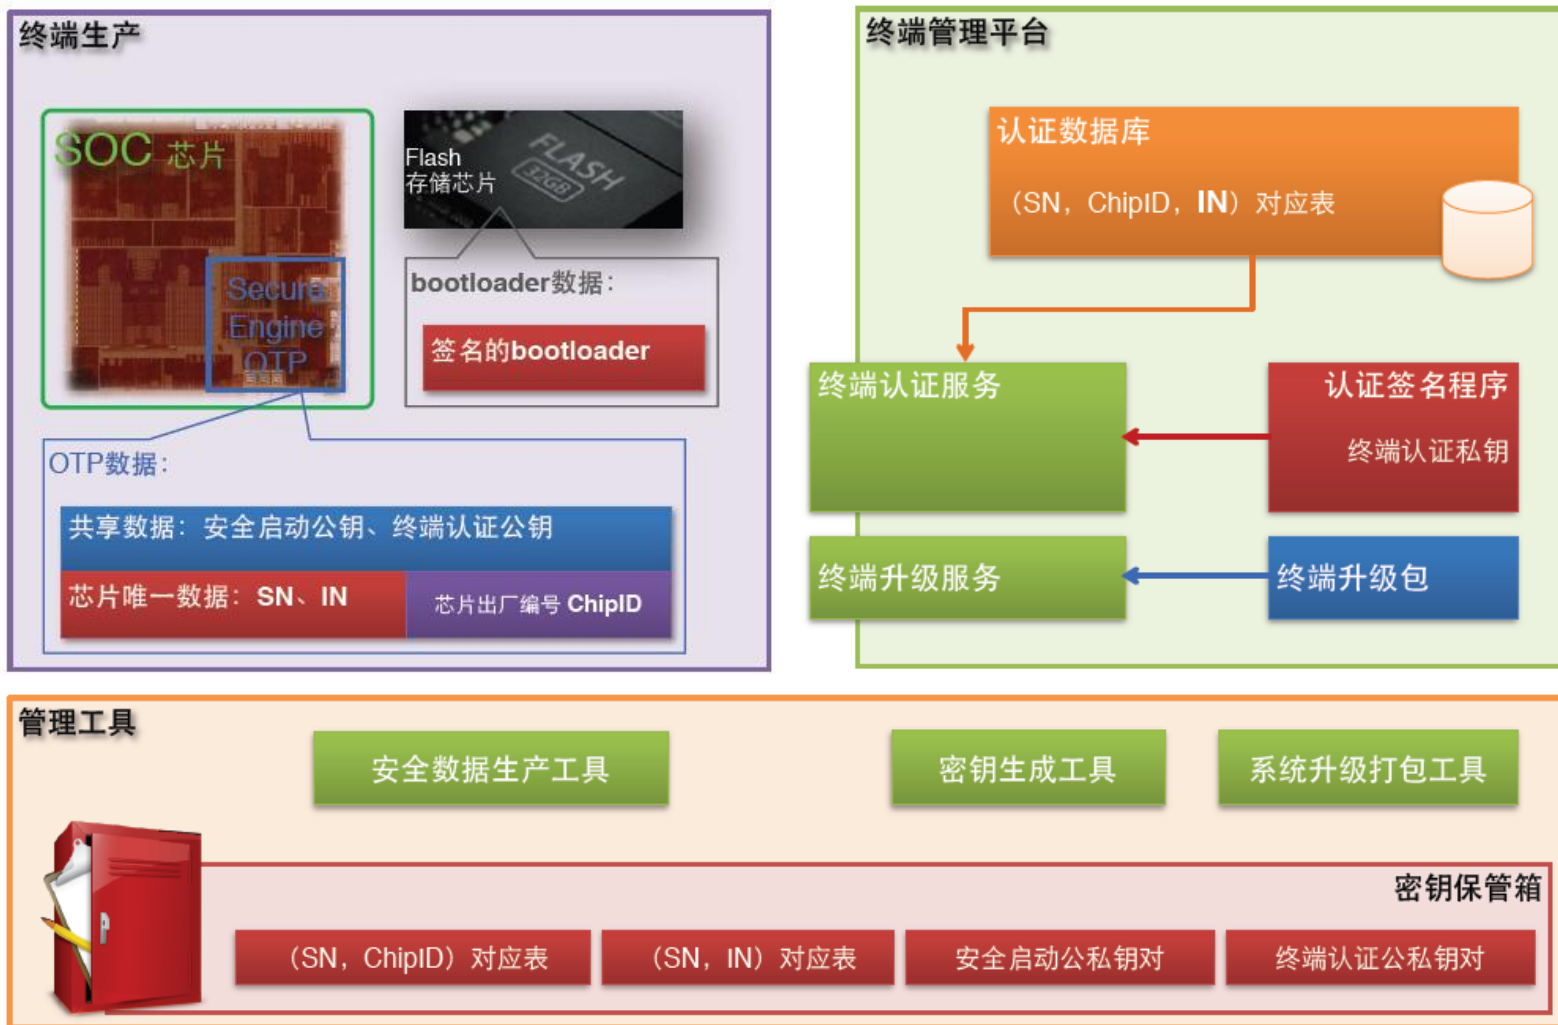 终端生产
SOC 芯片
Secure
Engine
OTP
Flash
存储芯片
FLASH
32GB
bootloader数据：
签名的bootloader
OTP数据：
共享数据：安全启动公钥、终端认证公钥
芯片唯一数据：SN、IN
芯片出厂编号 ChipID
终端管理平台
认证数据库
（SN，ChipID，IN）对应表
终端认证服务
认证签名程序
终端认证私钥
终端升级服务
终端升级包
管理工具
安全数据生产工具
密钥生成工具
系统升级打包工具
密钥保管箱
（SN，ChipID）对应表
（SN，IN）对应表
安全启动公私钥对
终端认证公私钥对